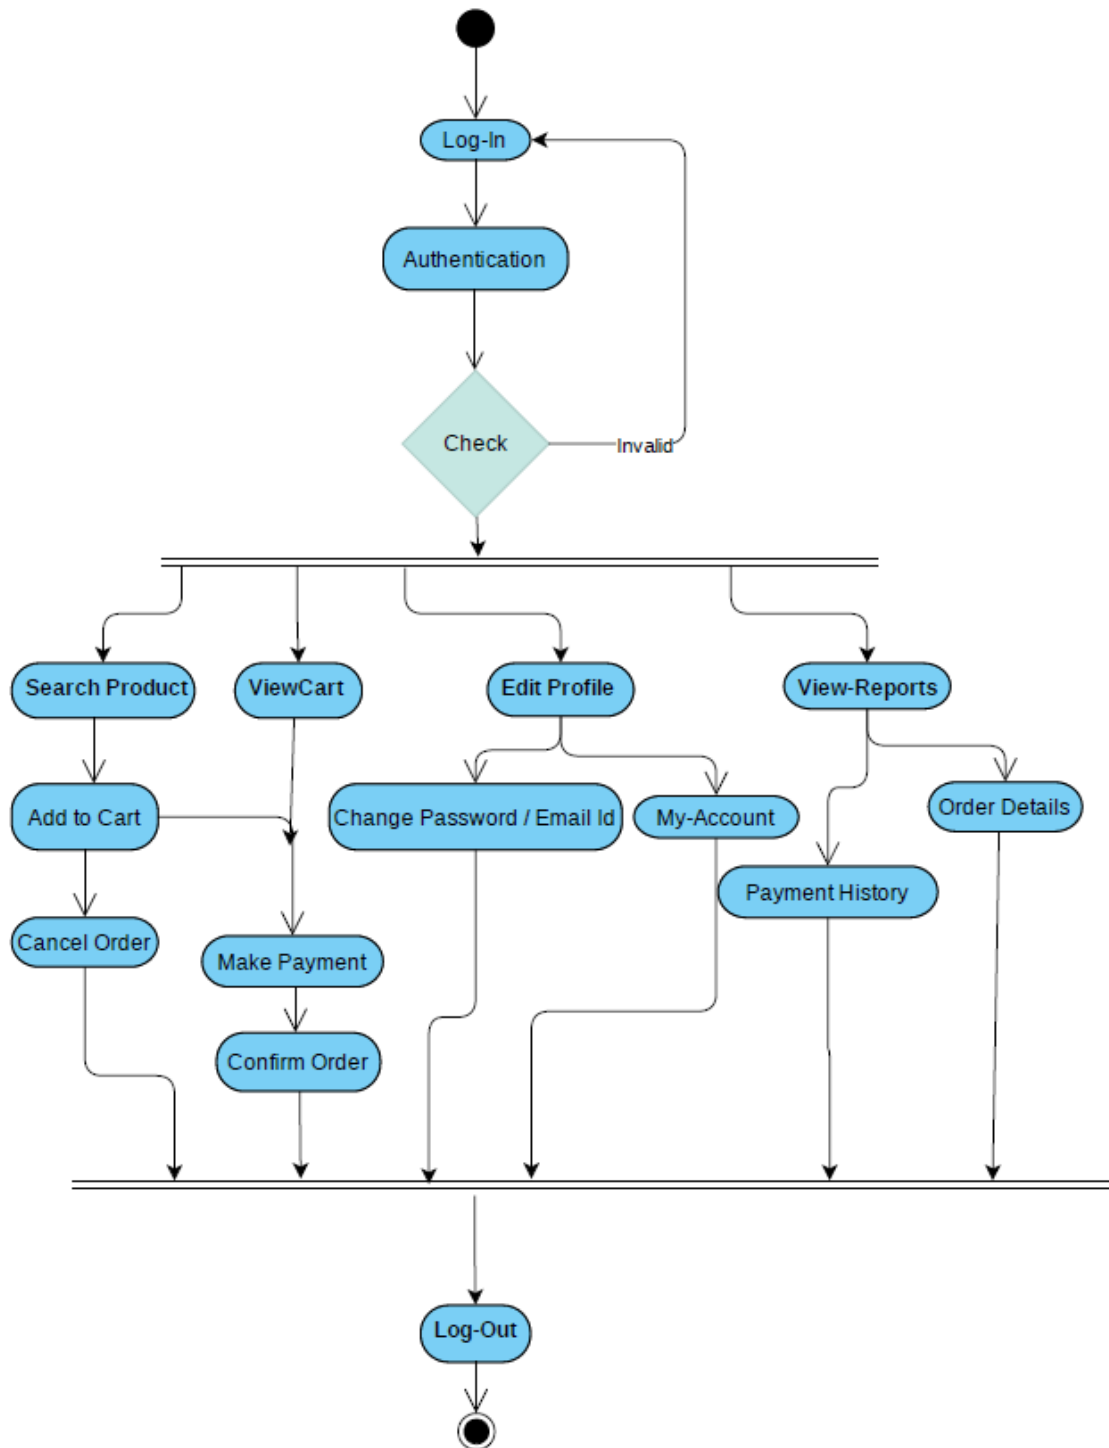 Log-In
Authentication
Check
Invalid
Search Product
ViewCart
Edit Profile
View-Reports
Add to Cart
Change Password / Email Id
My-Account
Order Details
Payment History
Cancel Order
Make Payment
Confirm Order
Log-Out